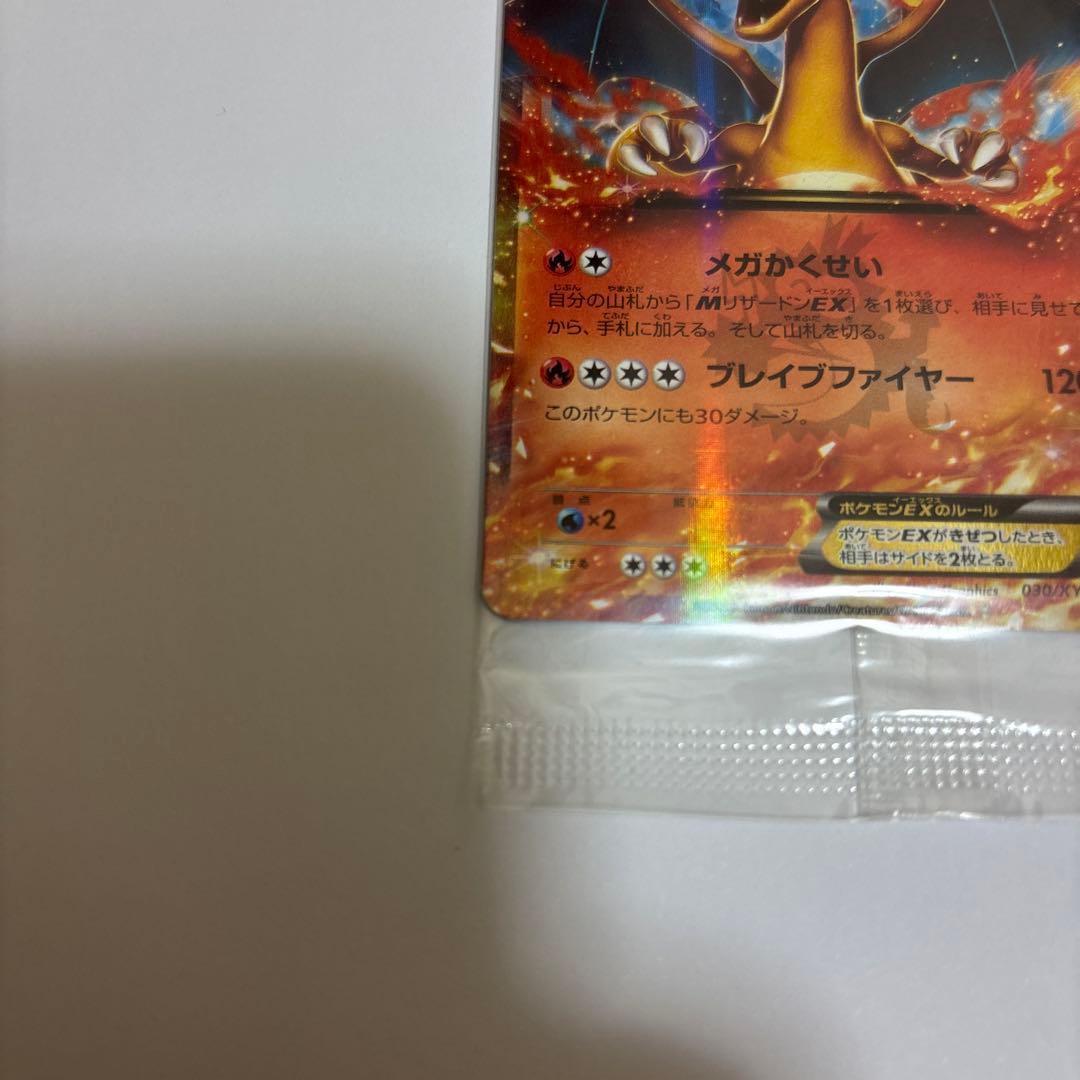 メガかくせい
自分の山札から「MリザードンEX」を1枚選び、相手に見せて
から、手札に加える。そして山札を切る。
ブレイブファイヤー 120
このポケモンにも30ダメージ。
弱点
×2
にげる
ポケモンEXのルール
ポケモンEXがきぜつしたとき、
相手はサイドを2枚とる。
030/XY